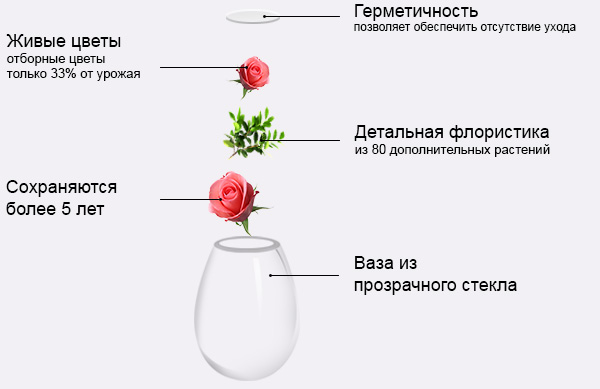 Герметичность
позволяет обеспечить отсутствие ухода
Живые цветы
отборные цветы
только 33% от урожая
Детальная флористика
из 80 дополнительных растений
Сохраняются
более 5 лет
Ваза из
прозрачного стекла